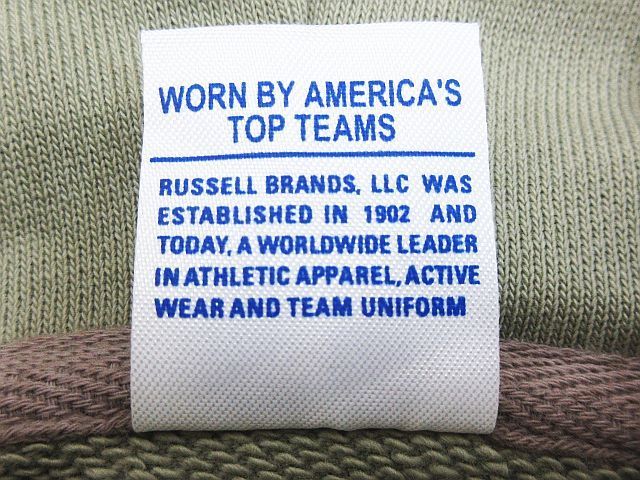 WORN BY AMERICA'S
TOP TEAMS
RUSSELL BRANDS, LLC WAS
ESTABLISHED IN 1902 AND
TODAY, A WORLDWIDE LEADER
IN ATHLETIC APPAREL, ACTIVE
WEAR AND TEAM UNIFORM